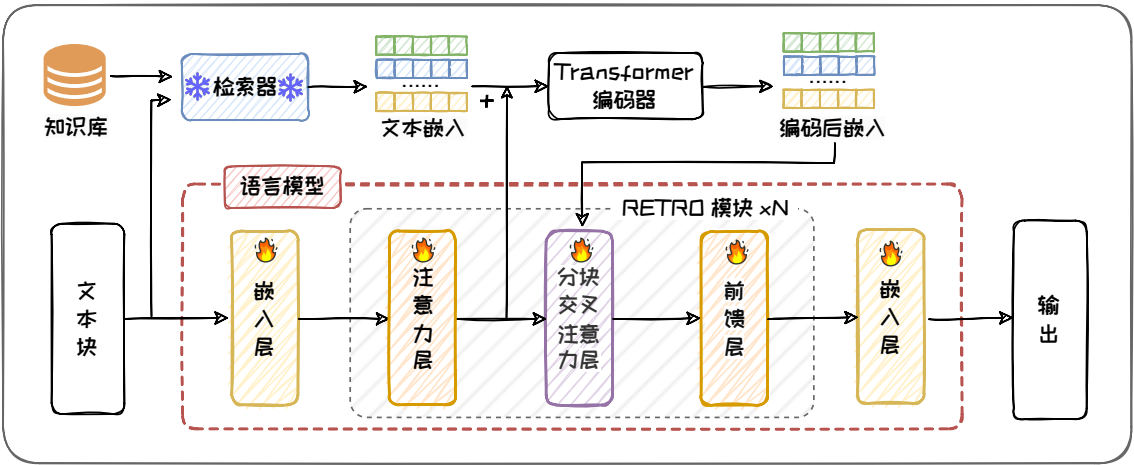 知识库
检索器
文本嵌入
+
Transformer
编码器
编码后嵌入
语言模型
RETRO 模块 xN
文
本
块
嵌
入
层
注
意
力
层
分块
交叉
注意
力层
前
馈
层
嵌
入
层
输
出